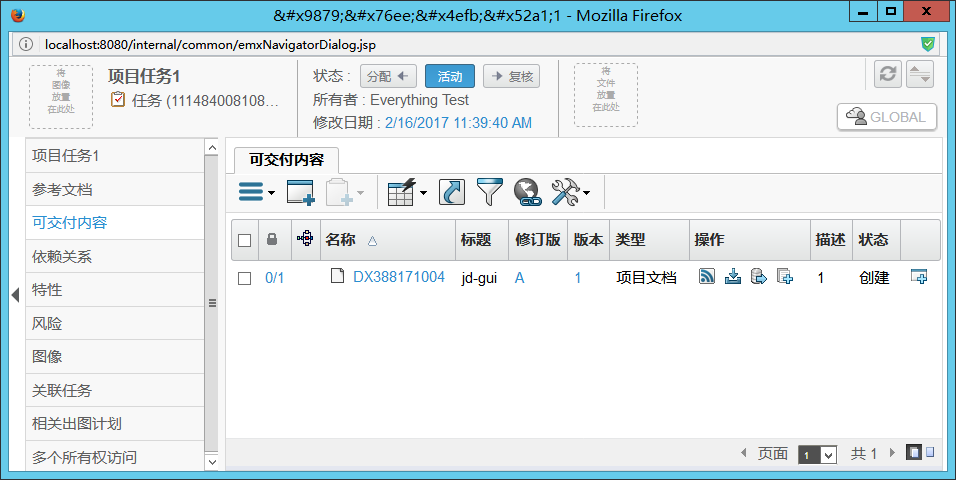 &#x9879;&#x76ee;&#x4efb;&#x52a1;1 - Mozilla Firefox
localhost:8080/internal/common/emxNavigatorDialog.jsp
将
图像
放置
在此处
项目任务1
任务 (111484008108...
状态 : 分配 活动 复核
所有者 : Everything Test
修改日期 : 2/16/2017 11:39:40 AM
将
文件
放置
在此处
GLOBAL
项目任务1
参考文档
可交付内容
依赖关系
特性
风险
图像
关联任务
相关出图计划
多个所有权访问
可交付内容
名称 标题 修订版 版本 类型 操作 描述 状态
0/1 DX388171004 jd-gui A 1 项目文档 1 创建
页面 1 共 1